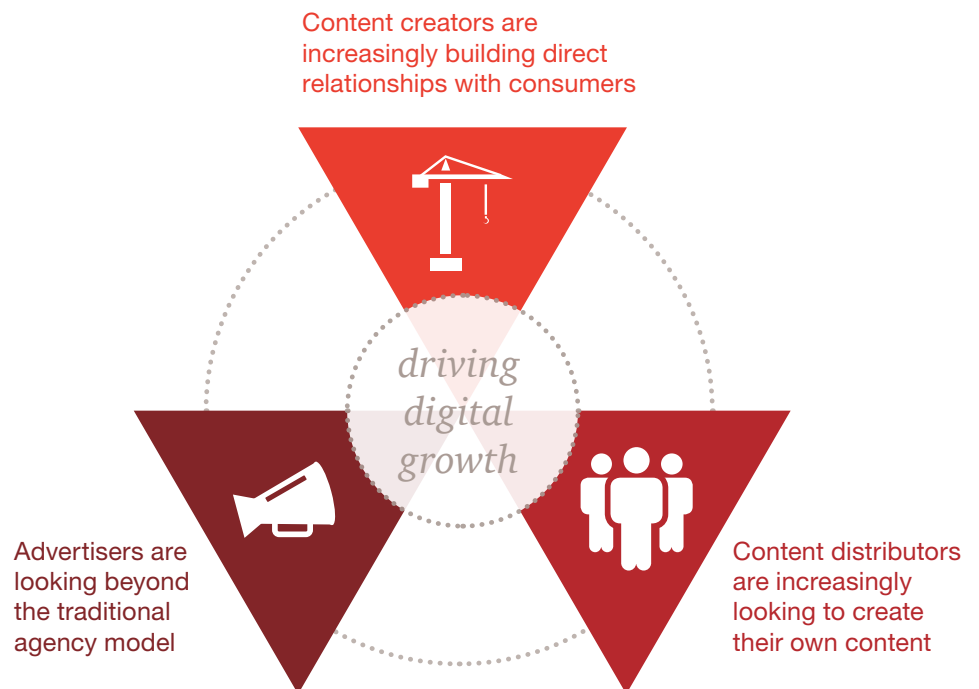 Content creators are
increasingly building direct
relationships with consumers
driving
digital
growth
Advertisers are
looking beyond
the traditional
agency model
Content distributors
are increasingly
looking to create
their own content